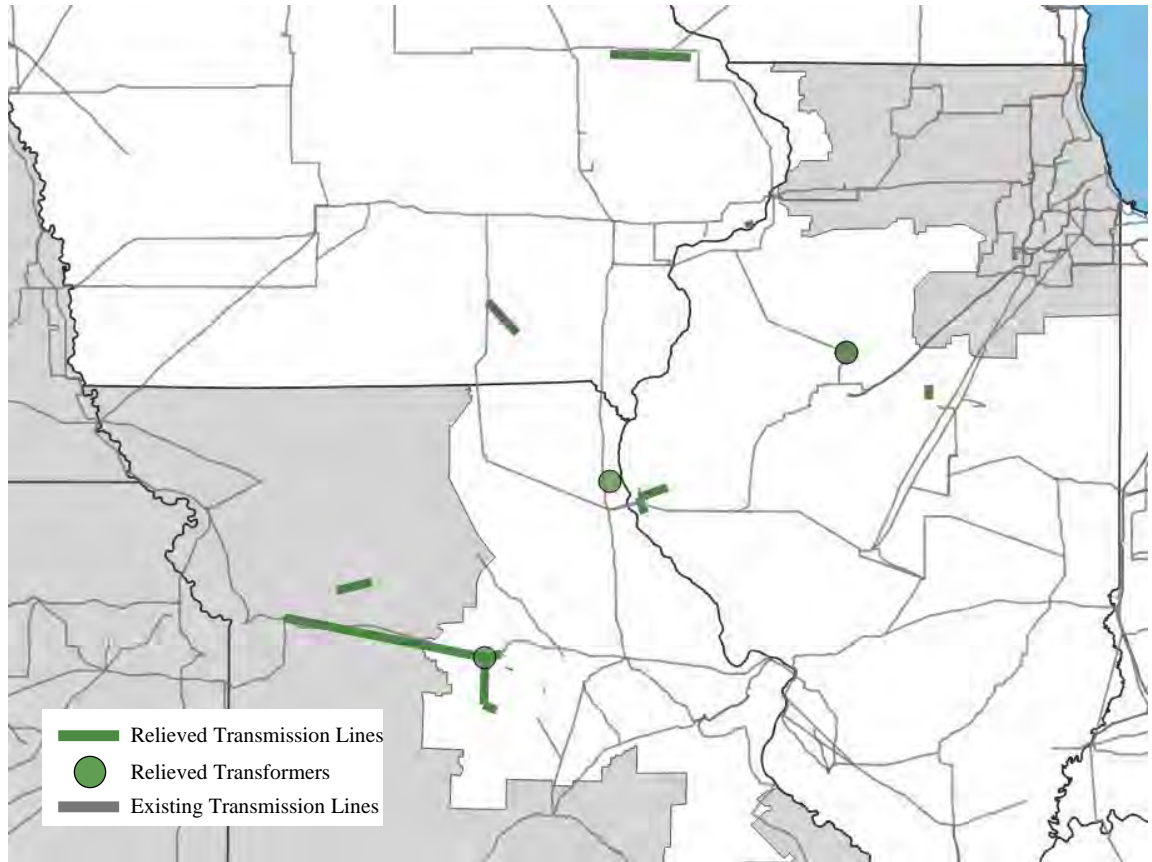 Relieved Transmission Lines
Relieved Transformers
Existing Transmission Lines